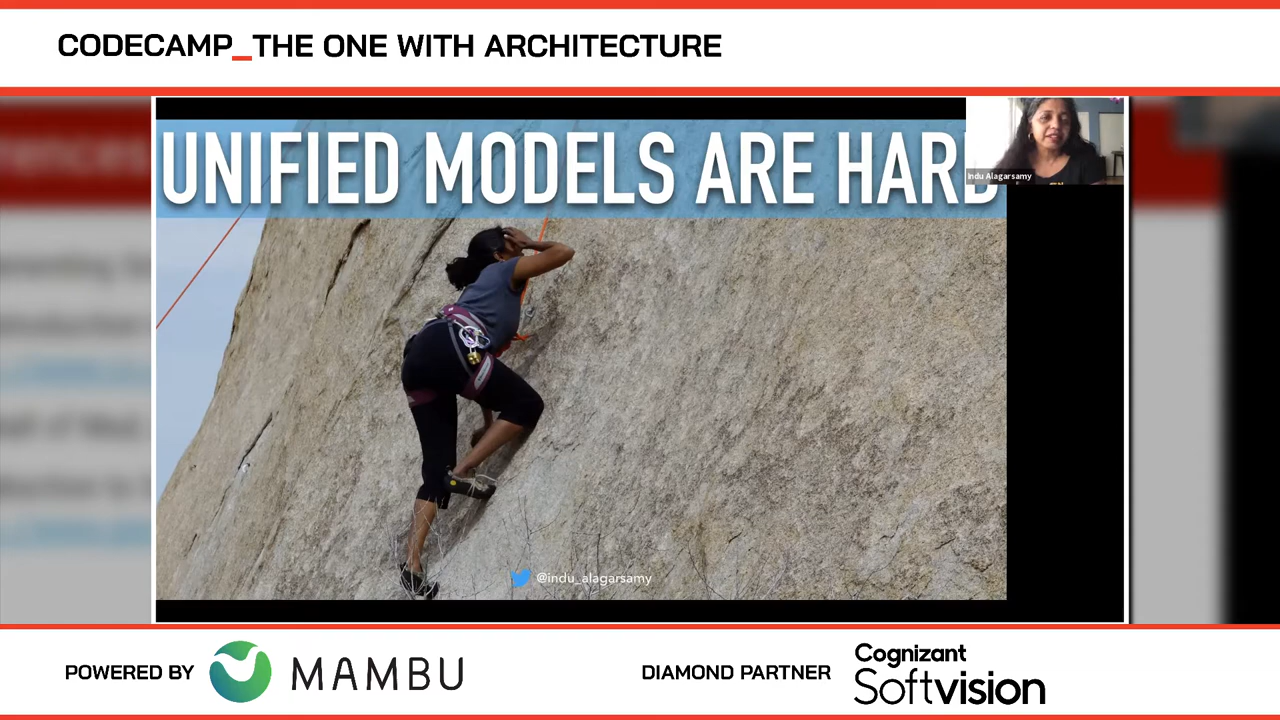 CODECAMP_THE ONE WITH ARCHITECTURE
UNIFIED MODELS ARE HARD
Indu Alagarsamy
@indu_alagarsamy
POWERED BY MAMBU
DIAMOND PARTNER
Cognizant
Softvision